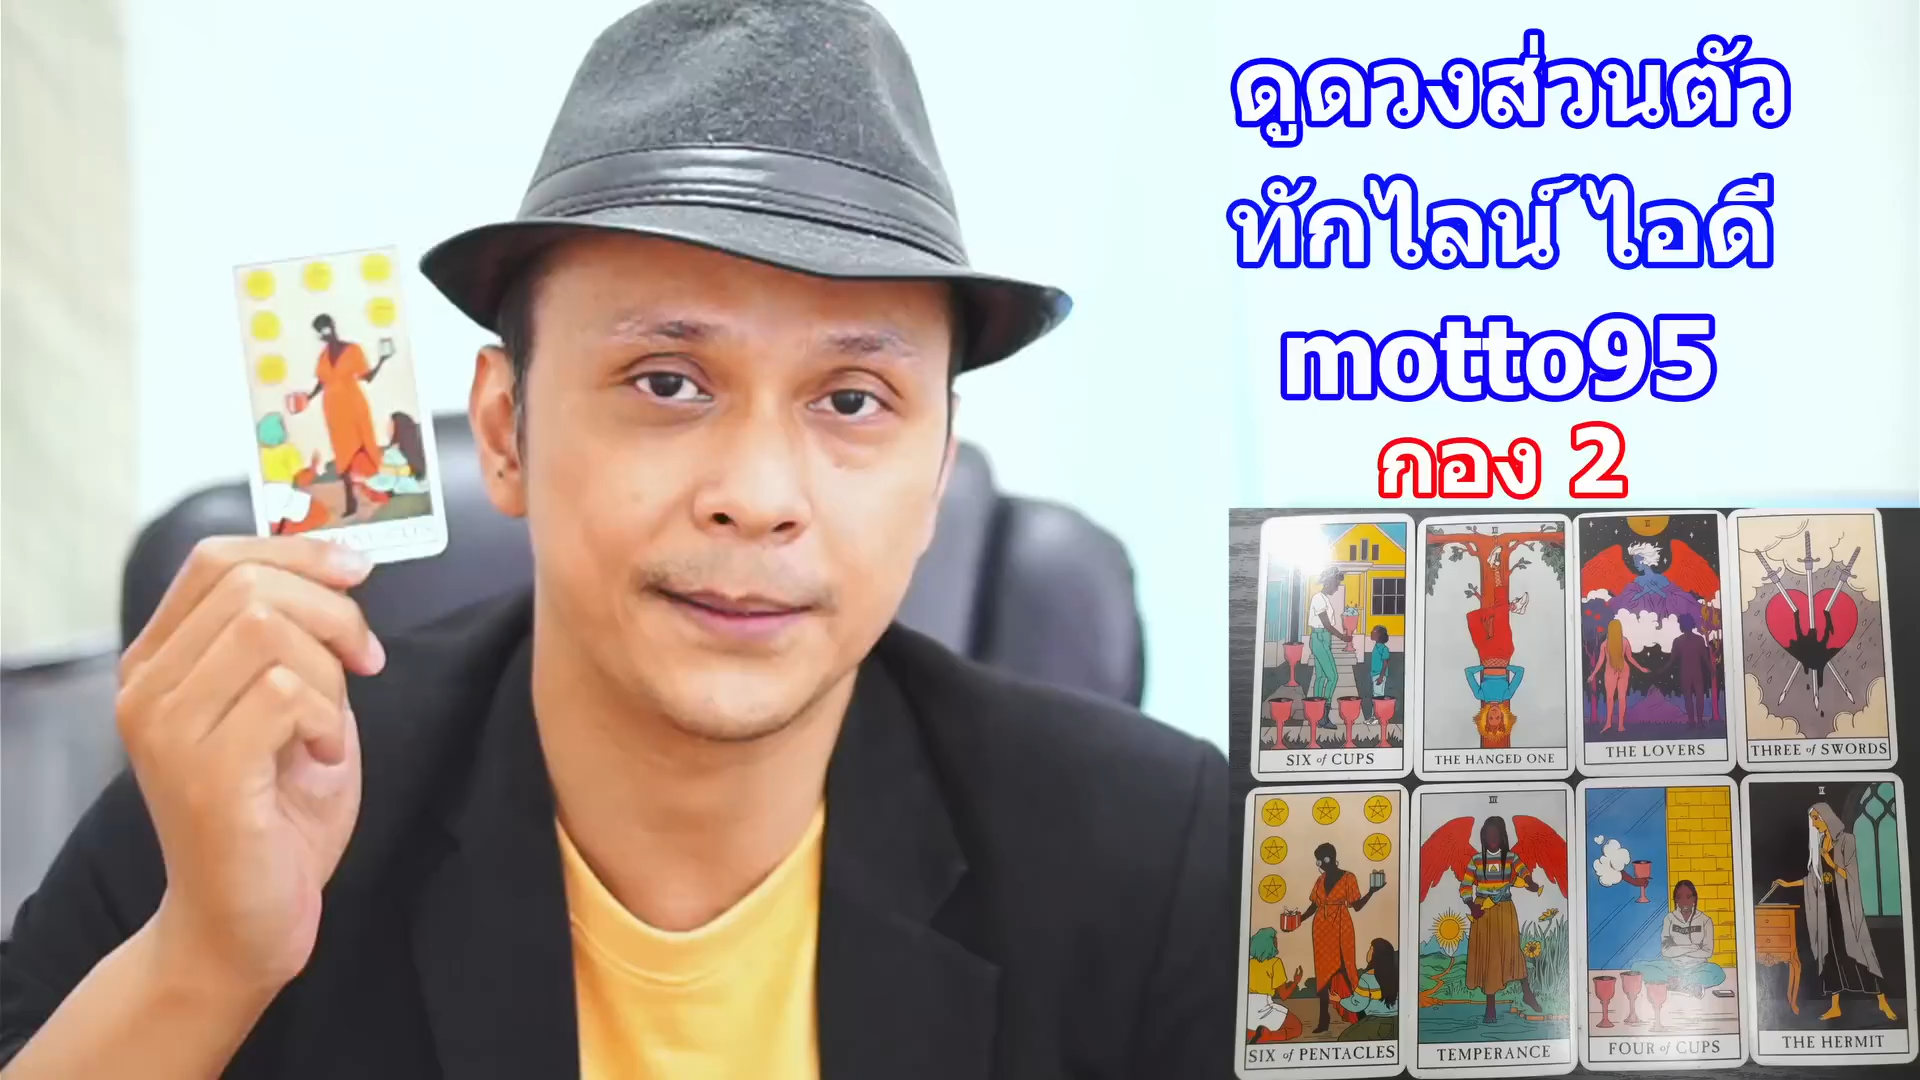 ดูดวงส่วนตัว
ทักไลน์ ไอดี
motto95
กอง 2
SIX of CUPS
THE HANGED ONE
THE LOVERS
THREE of SWORDS
SIX of PENTACLES
TEMPERANCE
FOUR of CUPS
THE HERMIT